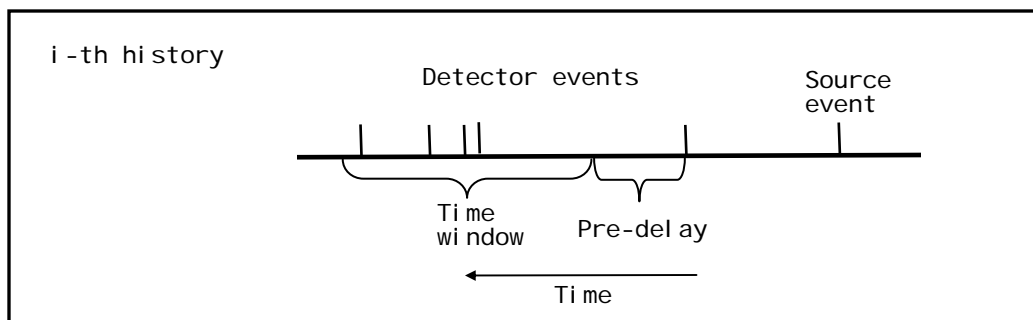 i-th history
Detector events
Source
event
Time
window
Pre-delay
Time